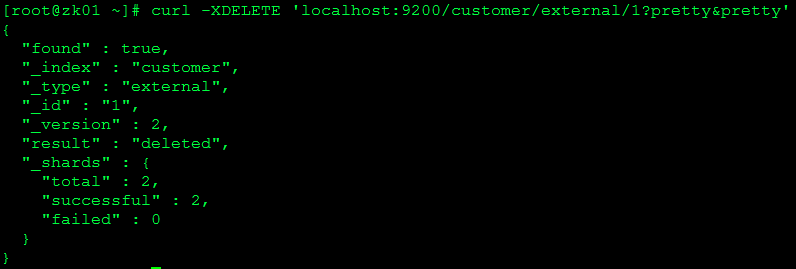 [root@zk01 ~]# curl -XDELETE 'localhost:9200/customer/external/1?pretty&pretty'
{
  "found" : true,
  "_index" : "customer",
  "_type" : "external",
  "_id" : "1",
  "_version" : 2,
  "result" : "deleted",
  "_shards" : {
    "total" : 2,
    "successful" : 2,
    "failed" : 0
  }
}